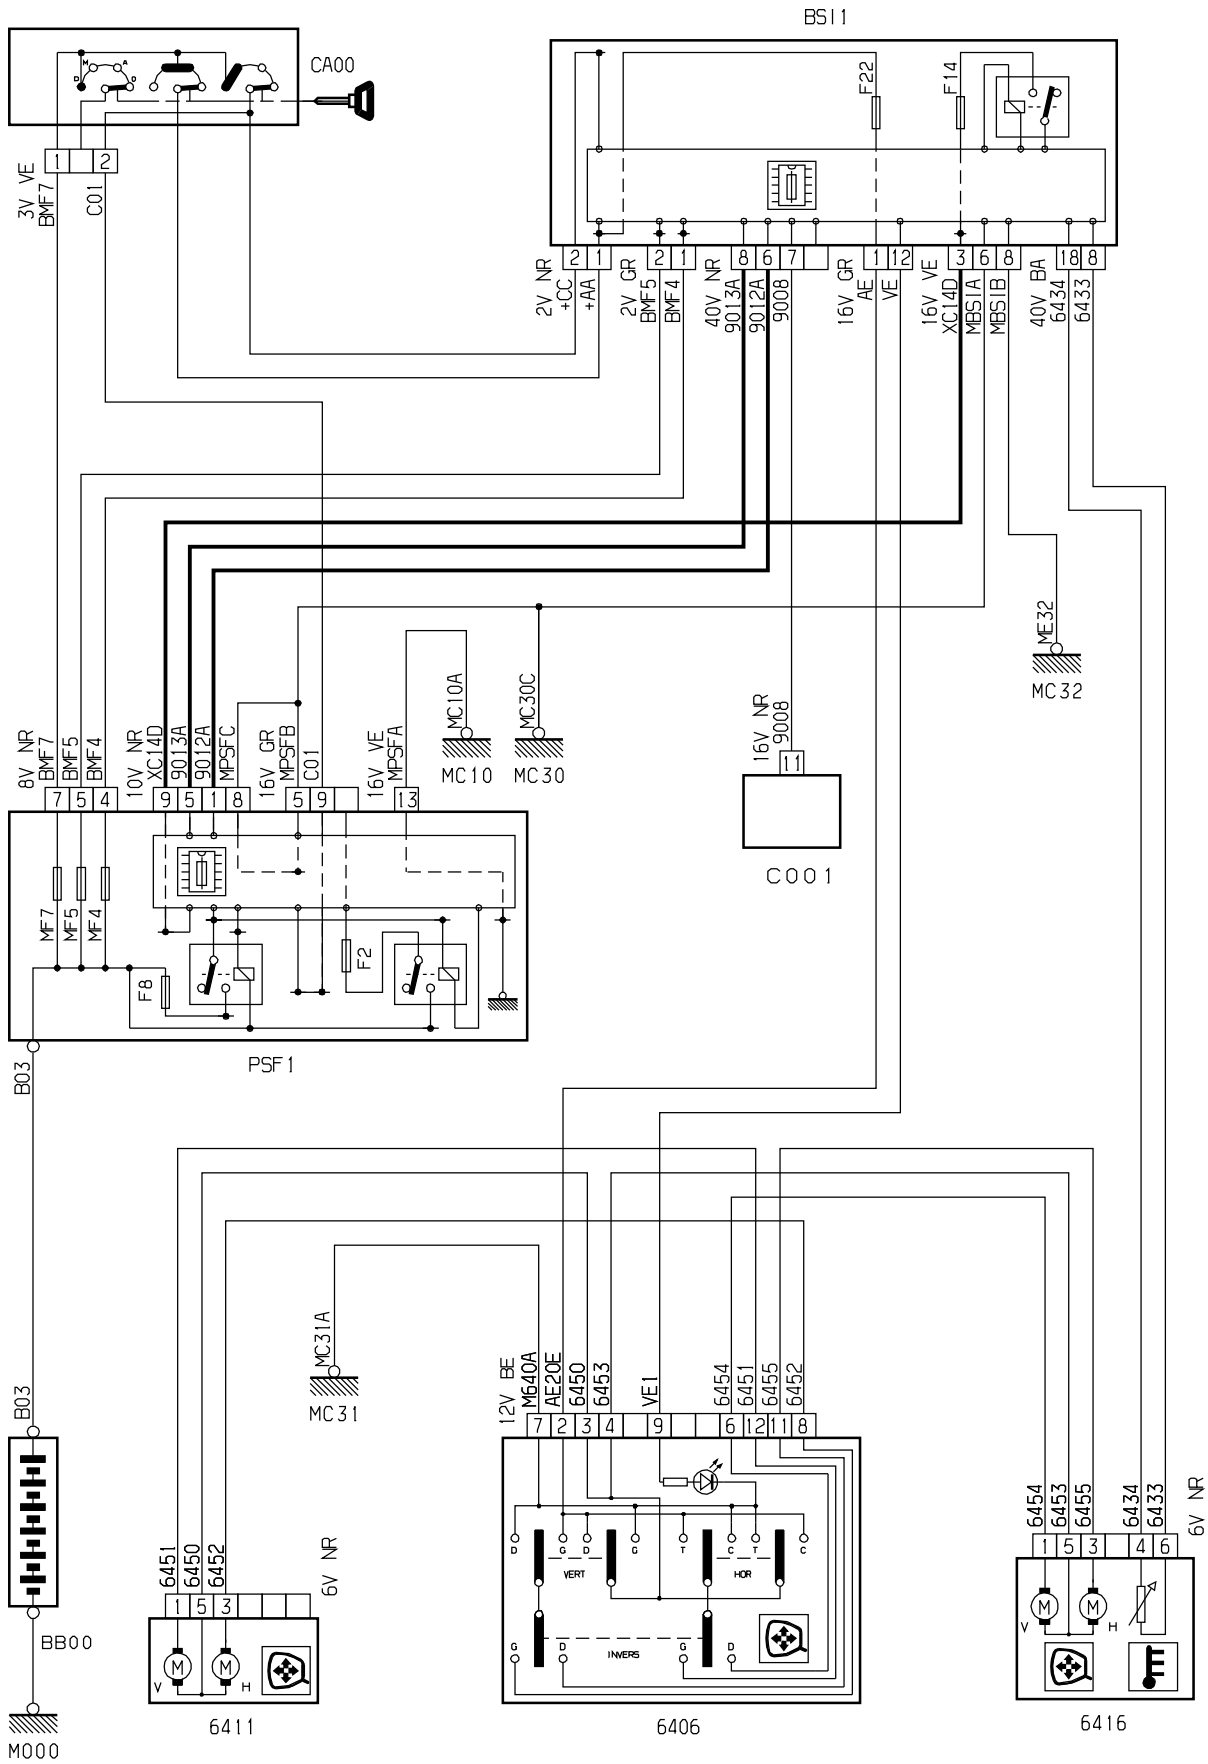 BSI1
CA00
M A
D D
F22
F14
1 2
3V VE
BMF7
C01
2 1 2 1 8 6 7 1 12 3 6 8 18 8
2V NR
+CC
+AA
2V GR
BMF5
BMF4
40V NR
9013A
9012A
9008
16V GR
AE
VE
16V VE
XC14D
MBSIA
MBSIB
40V BA
6434
6433
ME32
MC32
MC10A
MC10
MC30C
MC30
16V NR
9008
11
C001
8V NR
BMF7
BMF5
BMF4
10V NR
XC14D
9013A
9012A
MPSFC
16V GR
MPSFB
C01
16V VE
MPSFA
7 5 4 9 5 1 8 5 9 13
MF7
MF5
MF4
F8
F2
PSF1
B03
B03
BB00
M000
MC31A
MC31
12V BE
M640A
AE20E
6450
6453
VE1
6454
6451
6455
6452
7 2 3 4 9 6 12 11 8
D G D G T C T C
VERT
HOR
G D G D
INVERS
6406
6451
6450
6452
6V NR
1 5 3
M M
V H
6411
6454
6453
6455
6434
6433
6V NR
1 5 3 4 6
M M
V H
6416